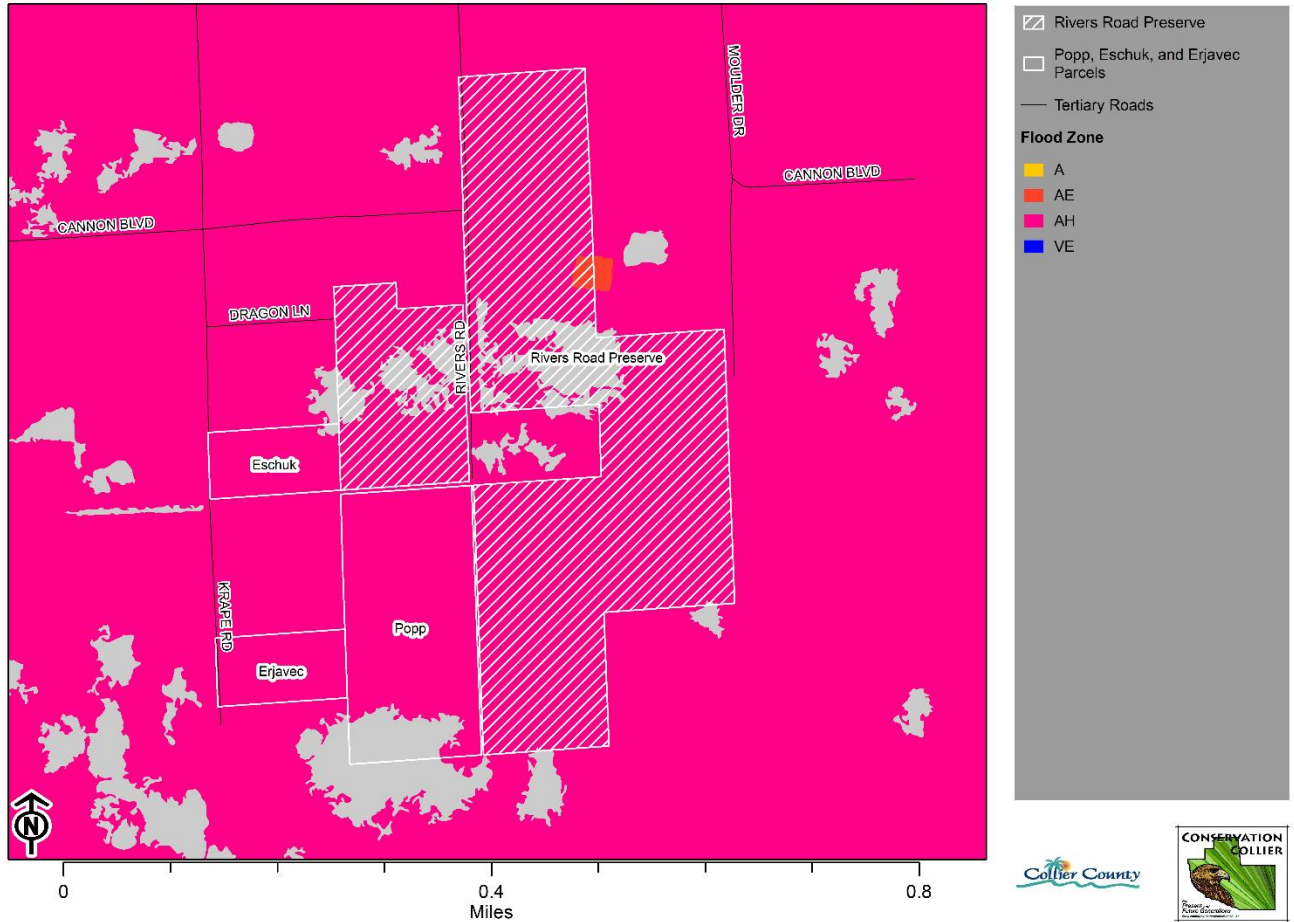 MOULDER DR
CANNON BLVD
CANNON BLVD
DRAGON LN
RIVERS RD
Rivers Road Preserve
Eschuk
KRAPE RD
Popp
Erjavec
N
0
0.4
0.8
Miles
Rivers Road Preserve
Popp, Eschuk, and Erjavec
Parcels
Tertiary Roads
Flood Zone
A
AE
AH
VE
Collier County
CONSERVATION
COLLIER
Future Generations